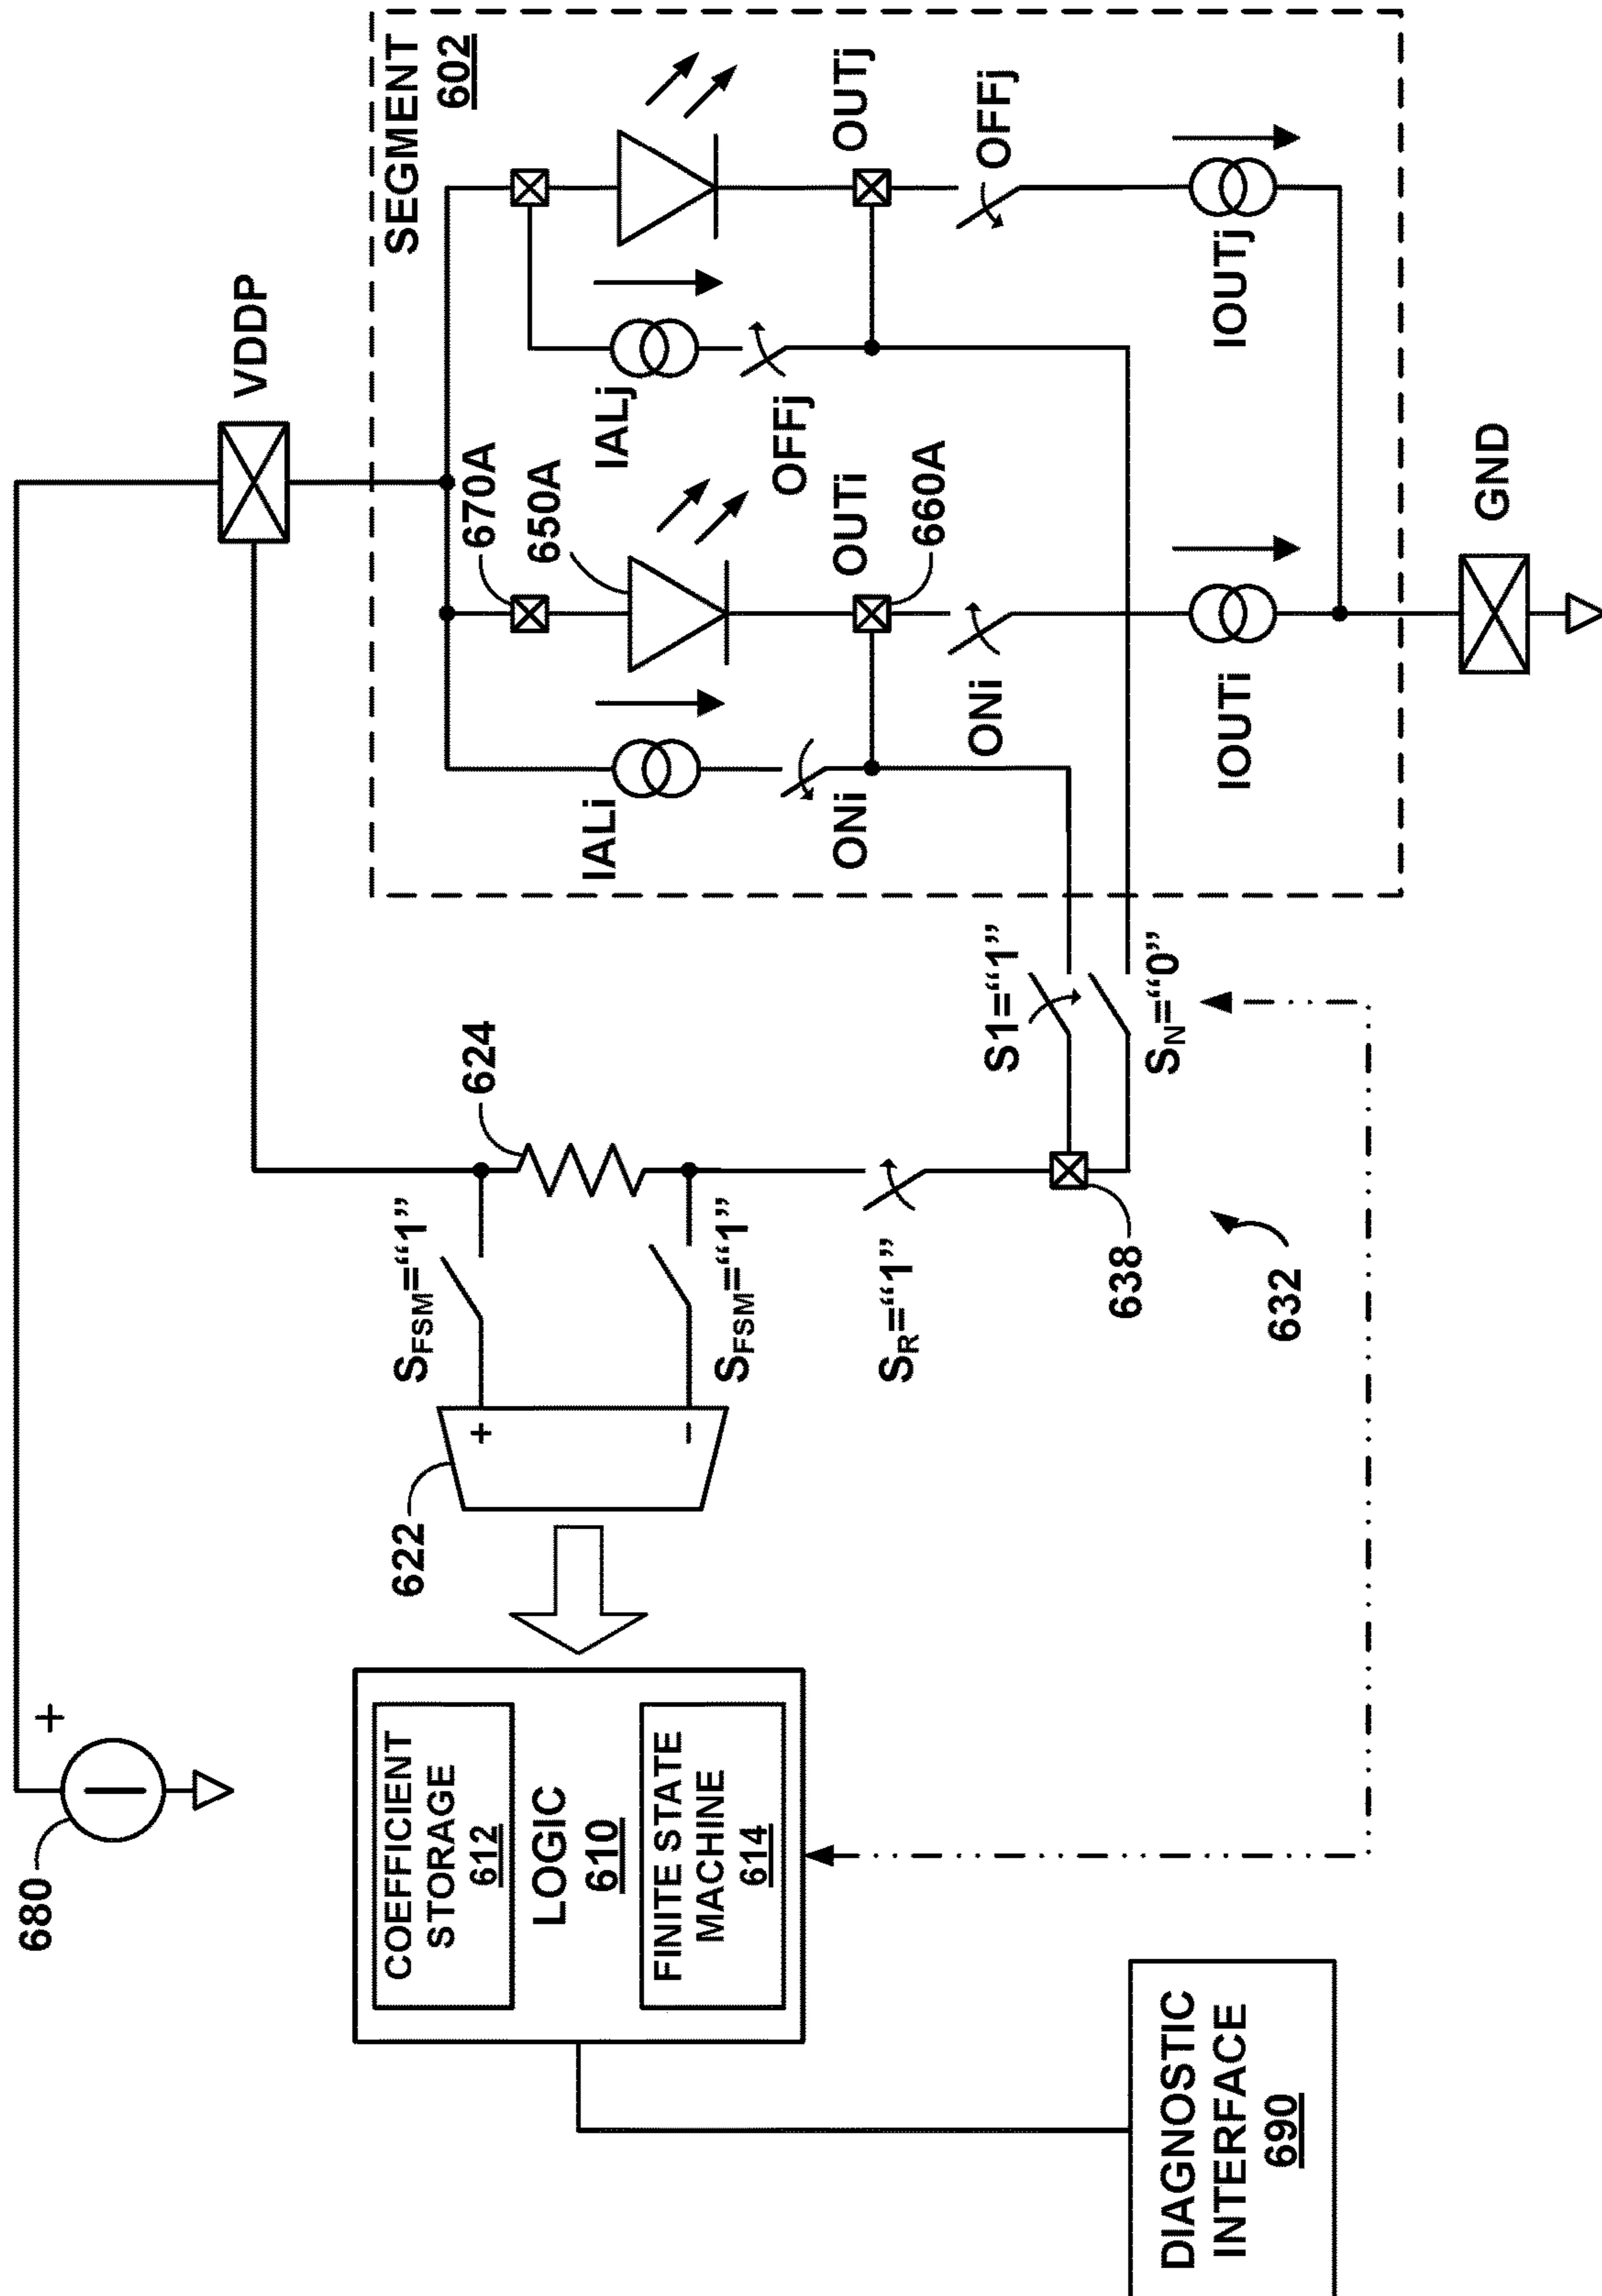 680
+
VDDP
SEGMENT
602
COEFFICIENT
STORAGE
612
LOGIC
610
FINITE STATE
MACHINE
614
622
+
-
SFSM="1"
SFSM="1"
624
SR="1"
638
632
S1="1"
SN="0"
670A
650A
IALi
ONi
OUTi
660A
ONi
IOUTi
IALj
OFFj
OUTj
OFFj
IOUTj
GND
DIAGNOSTIC
INTERFACE
690